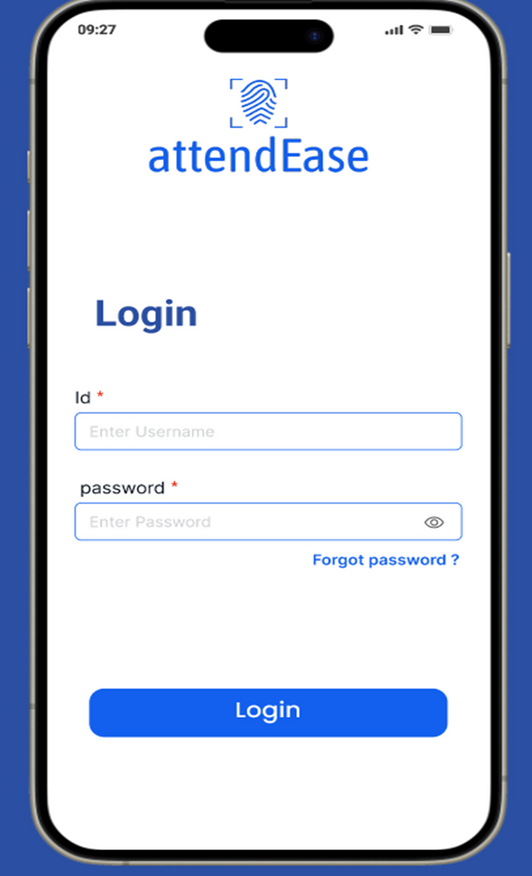 09:27
attendEase
Login
Id *
Enter Username
password *
Enter Password
Forgot password ?
Login